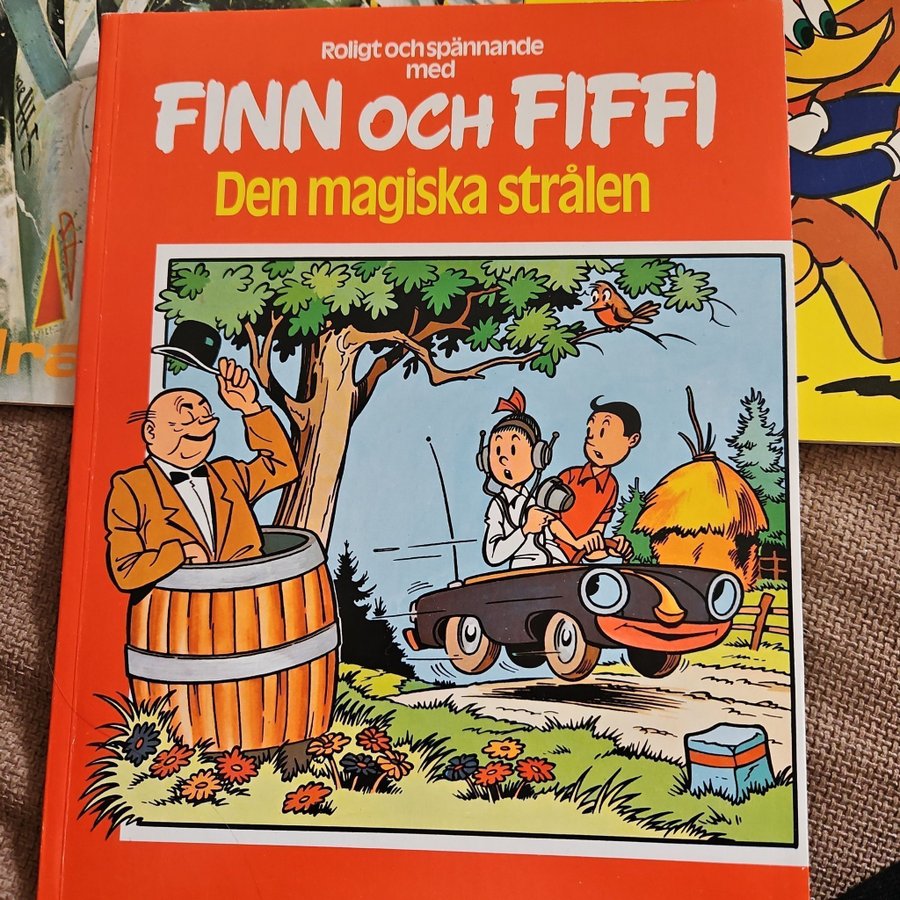 Roligt och spännande
med
FINN OCH FIFFI
Den magiska strålen